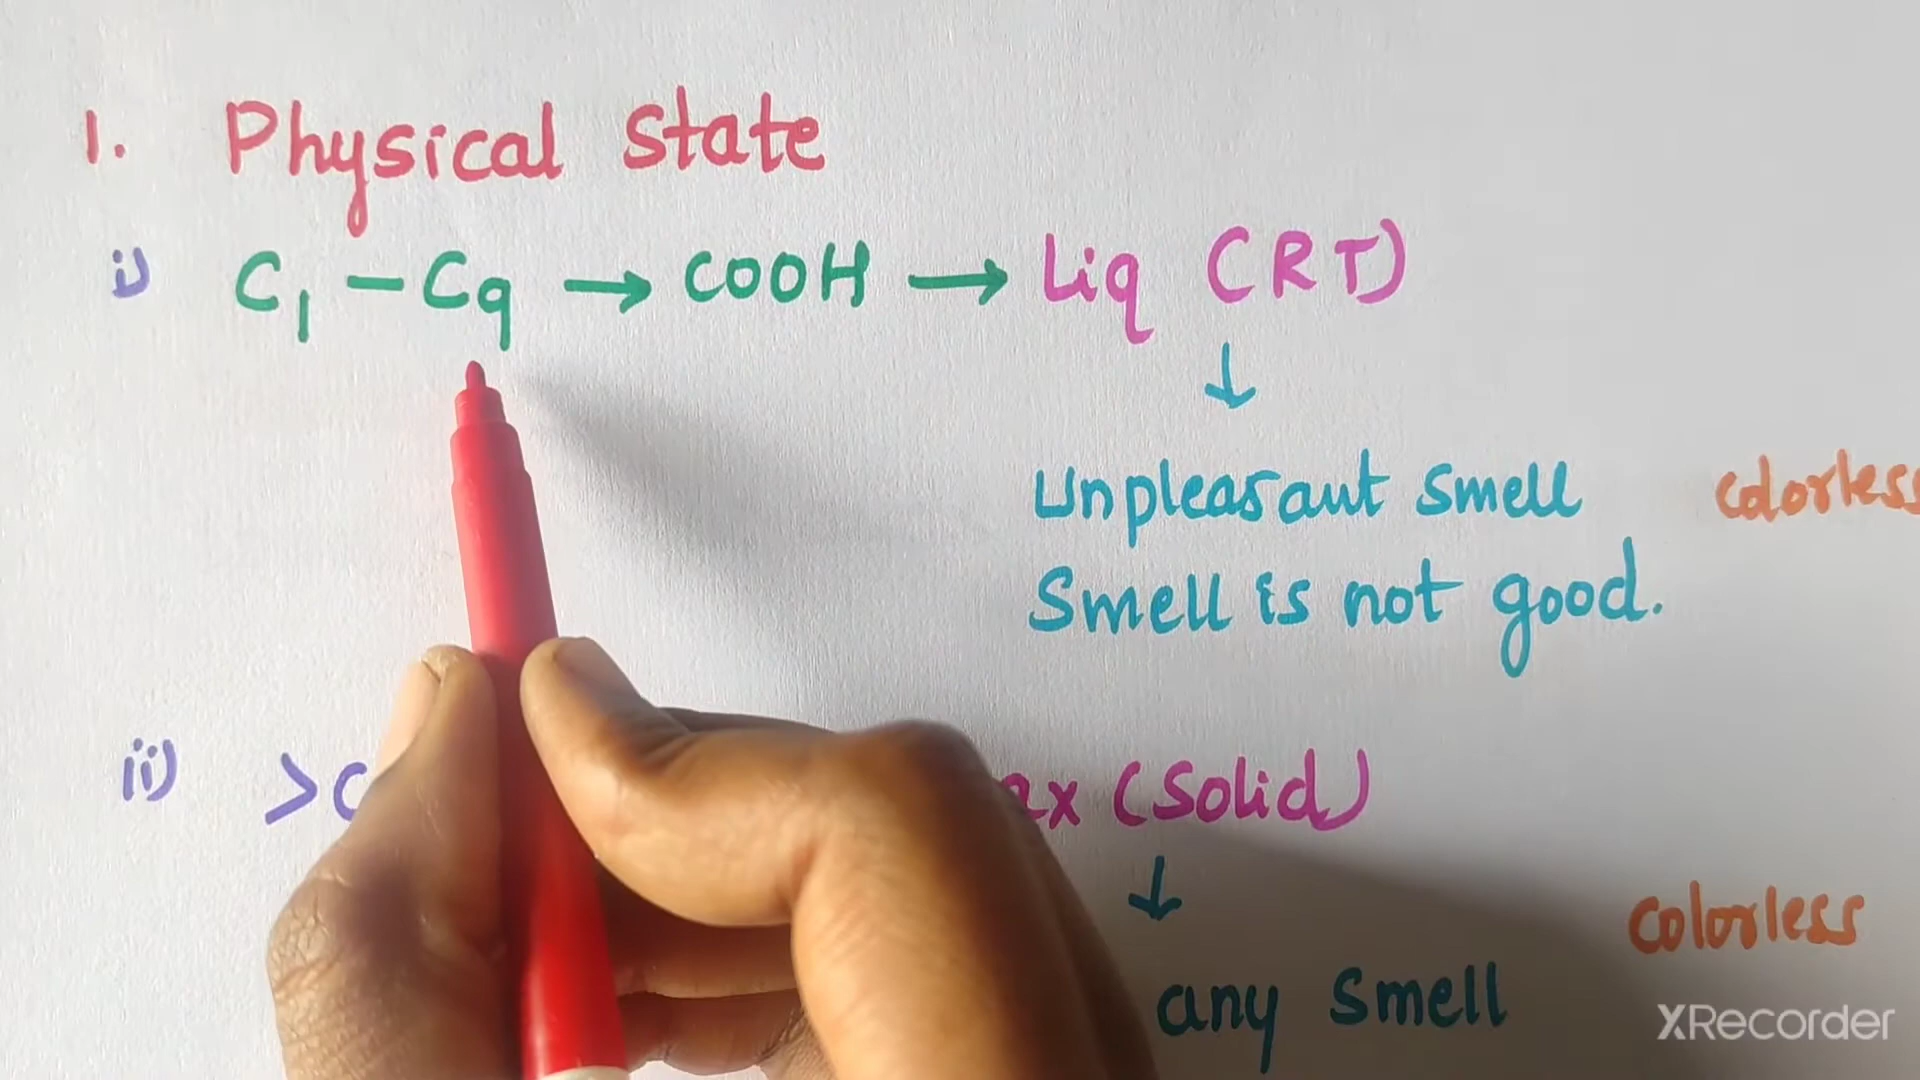 1. Physical State
i) C₁ – C₉ → COOH → Liq (RT)
↓
Unpleasant Smell colorless
Smell is not good.
ii) >C ax (Solid)
↓
colorless
any Smell
XRecorder